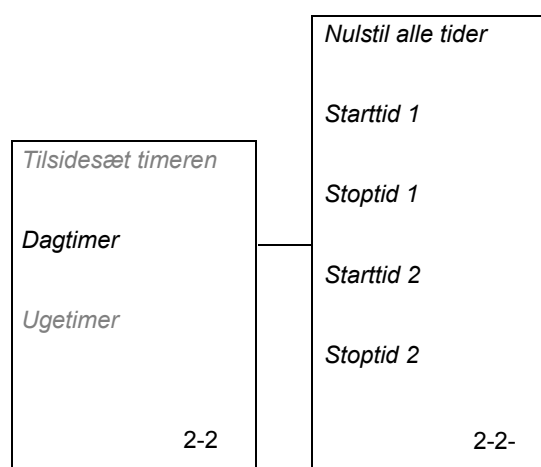 Tilsidesæt timeren
Dagtimer
Ugetimer
2-2
Nulstil alle tider
Starttid 1
Stoptid 1
Starttid 2
Stoptid 2
2-2-